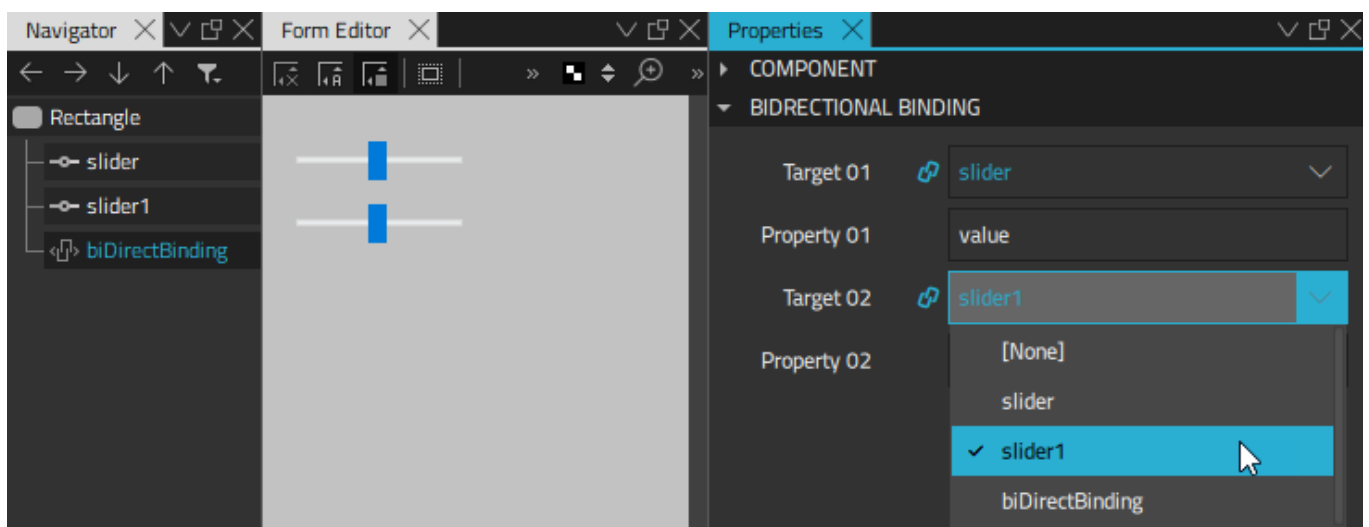 Navigator
Form Editor
Properties
COMPONENT
BIDRECTIONAL BINDING
Rectangle
slider
slider1
biDirectBinding
Target 01
slider
Property 01
value
Target 02
slider1
Property 02
[None]
slider
slider1
biDirectBinding